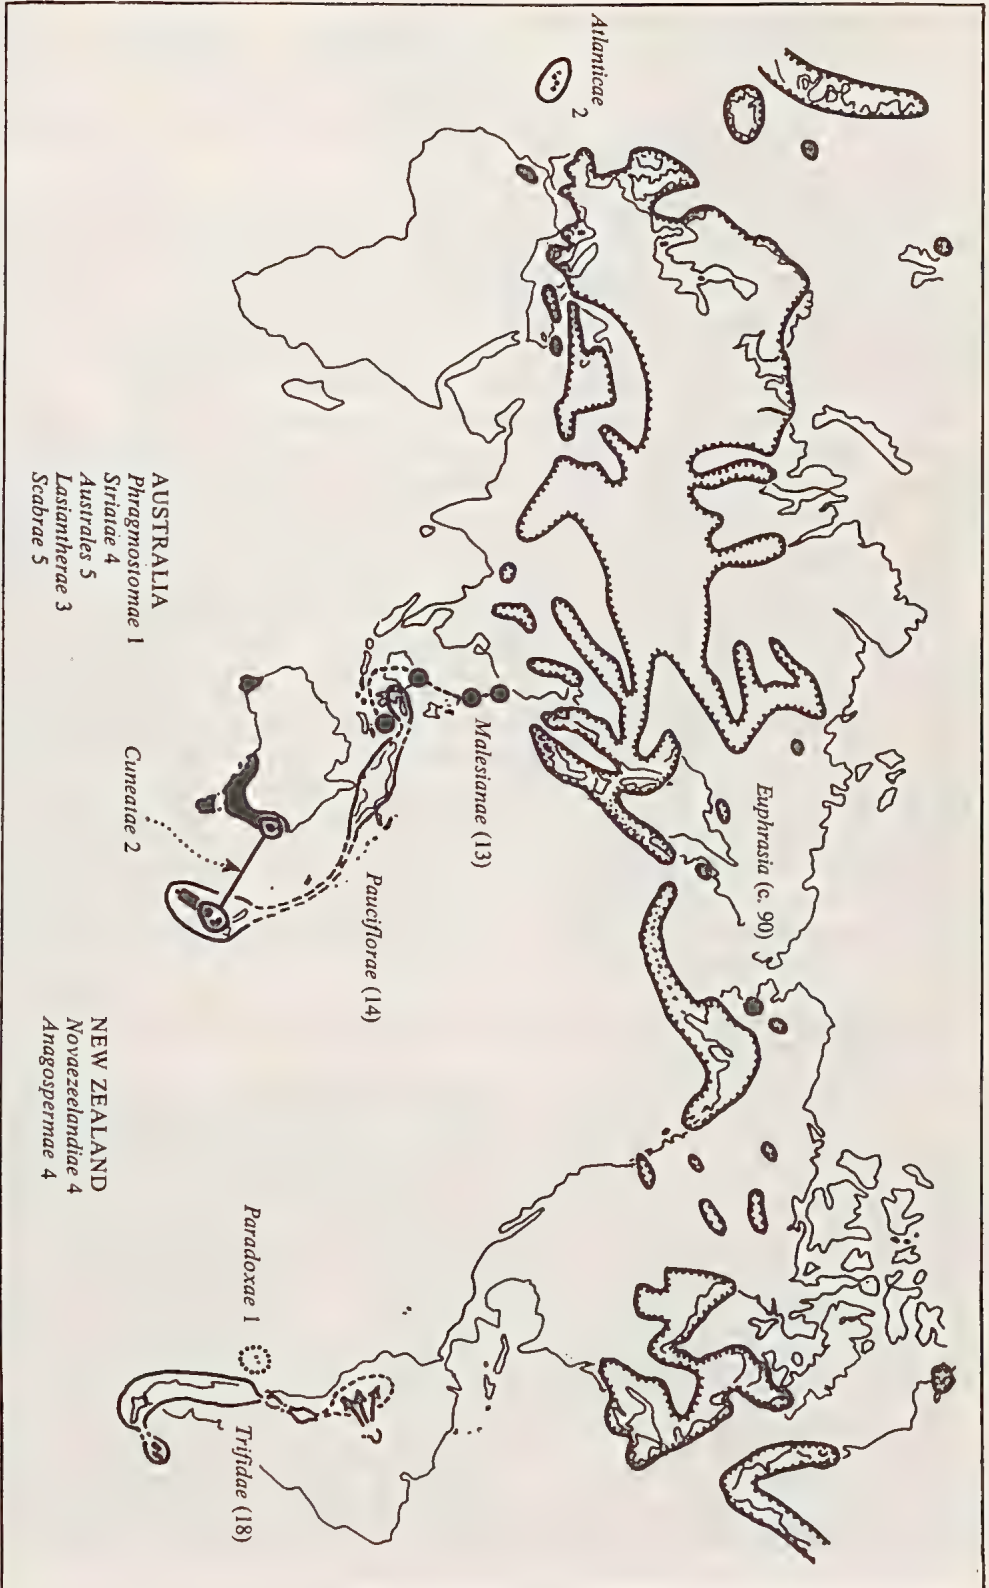 Atlanticae
2
Euphrasia (c. 90)
Malesianae (13)
Pauciflorae (14)
Cuneatae 2
AUSTRALIA
Phragmostomae 1
Striatae 4
Australes 5
Lasiantherae 3
Scabrae 5
NEW ZEALAND
Novaezeelandiae 4
Anagospermae 4
Paradoxae 1
?
Trifidae (18)